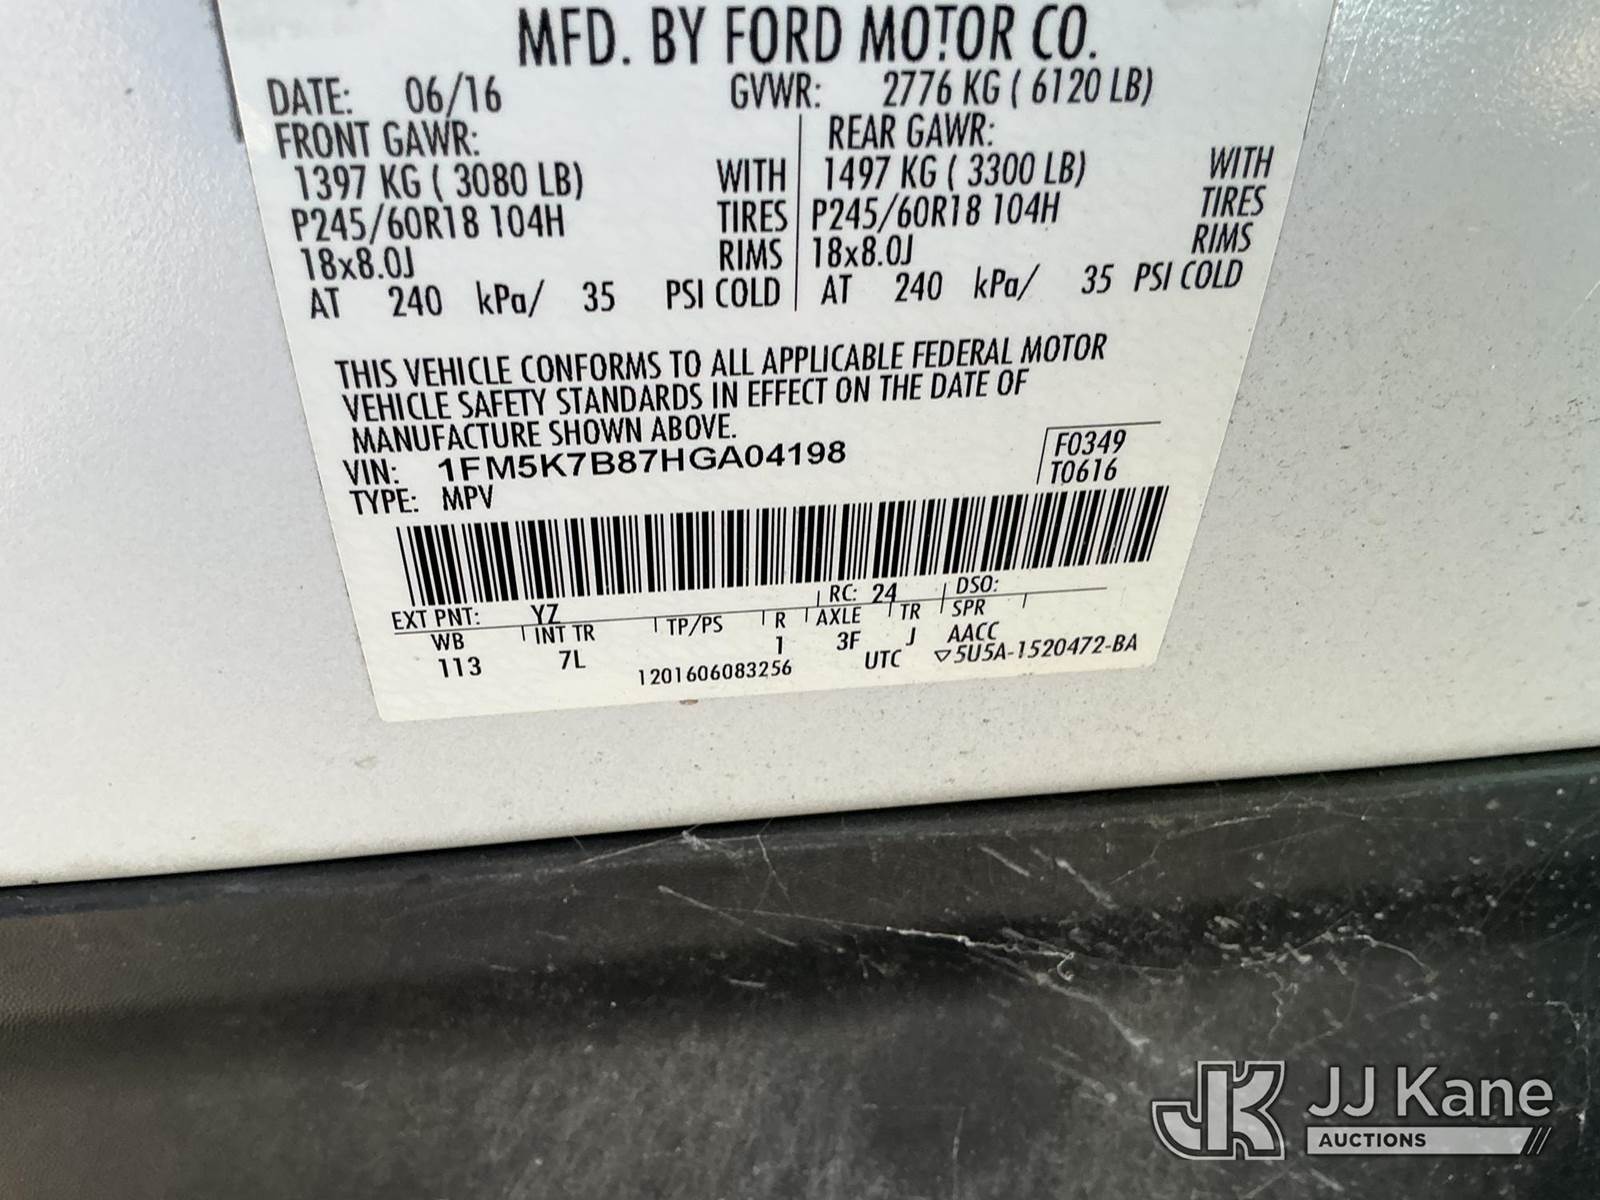 MFD. BY FORD MOTOR CO.
DATE: 06/16 GVWR: 2776 KG ( 6120 LB)
FRONT GAWR: REAR GAWR:
1397 KG ( 3080 LB) WITH 1497 KG ( 3300 LB) WITH
P245/60R18 104H TIRES P245/60R18 104H TIRES
18x8.0J RIMS 18x8.0J RIMS
AT 240 kPa/ 35 PSI COLD AT 240 kPa/ 35 PSI COLD
THIS VEHICLE CONFORMS TO ALL APPLICABLE FEDERAL MOTOR
VEHICLE SAFETY STANDARDS IN EFFECT ON THE DATE OF
MANUFACTURE SHOWN ABOVE.
VIN: 1FM5K7B87HGA04198 F0349
TYPE: MPV T0616
EXT PNT: YZ RC: 24 DSO:
WB INT TR TP/PS R AXLE TR SPR
113 7L 1 3F J AACC
1201606083256 UTC ▽5U5A-1520472-BA
JK JJ Kane
AUCTIONS